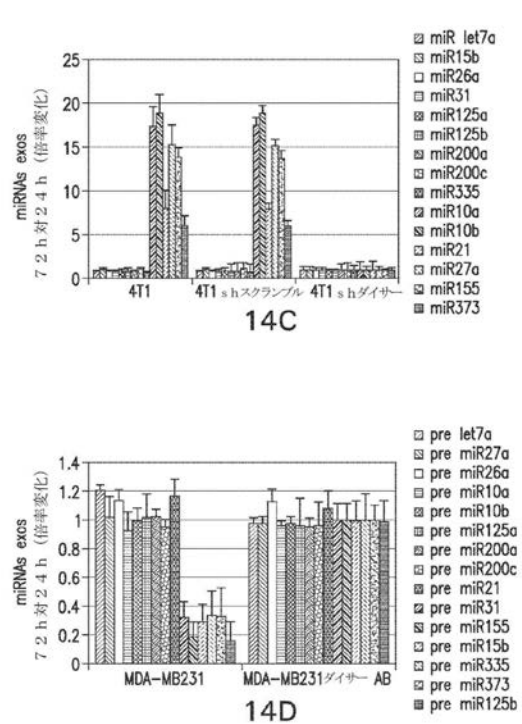 miRNAs exos
72h対24h (倍率変化)
25
20
15
10
5
0
4T1
4T1 shスクランブル
4T1 shダイサー
miR let7a
miR15b
miR26a
miR31
miR125a
miR125b
miR200a
miR200c
miR335
miR10a
miR10b
miR21
miR27a
miR155
miR373
14C
miRNAs exos
72h対24h (倍率変化)
1.4
1.2
1
0.8
0.6
0.4
0.2
0
MDA-MB231
MDA-MB231ダイサー AB
pre let7a
pre miR27a
pre miR26a
pre miR10a
pre miR10b
pre miR125a
pre miR200a
pre miR200c
pre miR21
pre miR31
pre miR155
pre miR15b
pre miR335
pre miR373
pre miR125b
14D